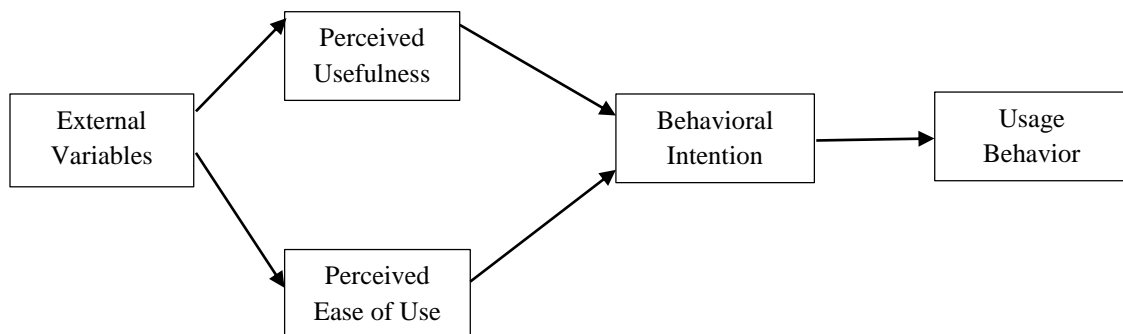 Perceived
Usefulness
External
Variables
Behavioral
Intention
Usage
Behavior
Perceived
Ease of Use